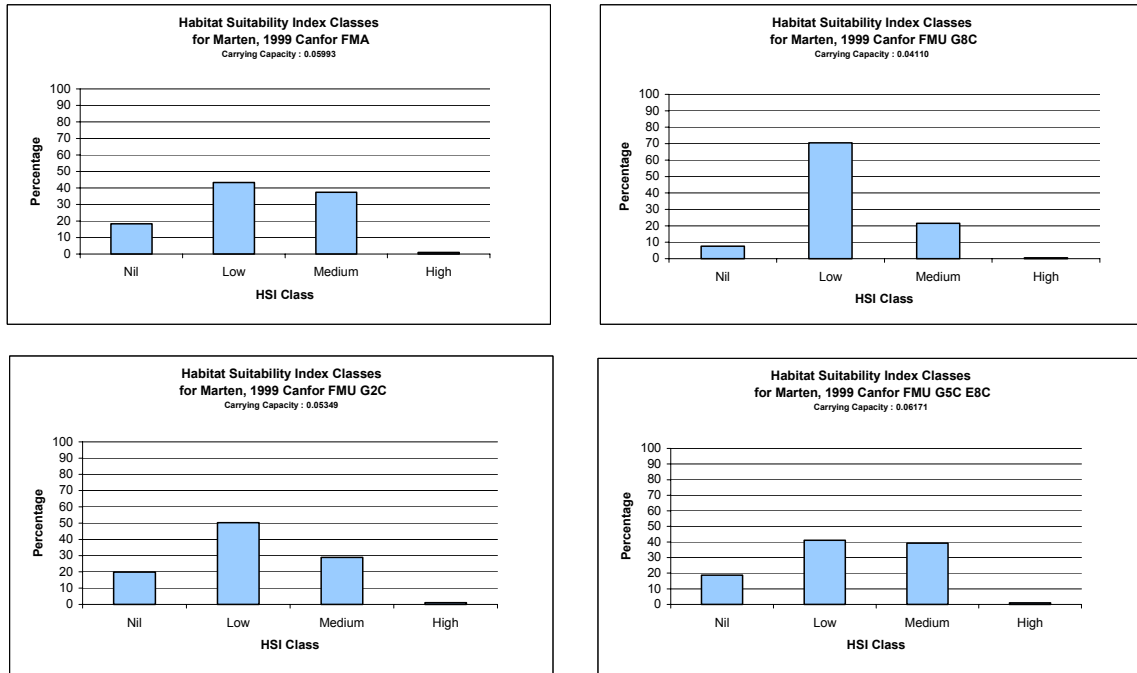 Habitat Suitability Index Classes
for Marten, 1999 Canfor FMA
Carrying Capacity : 0.05993
100
90
80
70
60
50
40
30
20
10
0
Percentage
Nil Low Medium High
HSI Class
Habitat Suitability Index Classes
for Marten, 1999 Canfor FMU G8C
Carrying Capacity : 0.04110
100
90
80
70
60
50
40
30
20
10
0
Percentage
Nil Low Medium High
HSI Class
Habitat Suitability Index Classes
for Marten, 1999 Canfor FMU G2C
Carrying Capacity : 0.05349
100
90
80
70
60
50
40
30
20
10
0
Percentage
Nil Low Medium High
HSI Class
Habitat Suitability Index Classes
for Marten, 1999 Canfor FMU G5C E8C
Carrying Capacity : 0.06171
100
90
80
70
60
50
40
30
20
10
0
Percentage
Nil Low Medium High
HSI Class